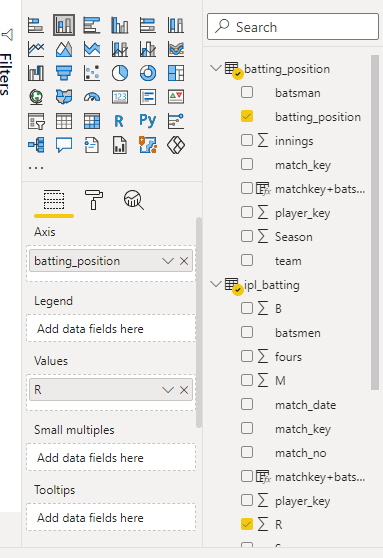 Filters
R
Py
123
...
Axis
batting_position
Legend
Add data fields here
Values
R
Small multiples
Add data fields here
Tooltips
Add data fields here
Search
batting_position
batsman
batting_position
innings
match_key
matchkey+bats...
player_key
Season
team
ipl_batting
B
batsmen
fours
M
match_date
match_key
match_no
matchkey+bats...
player_key
R